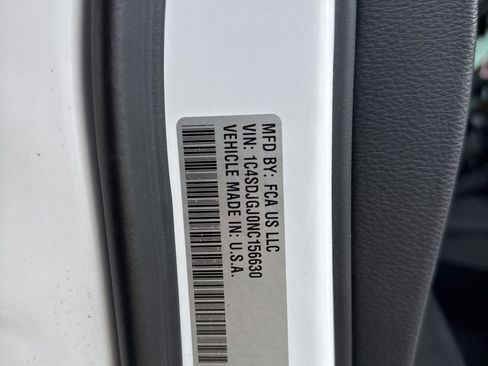 MFD BY: FCA US LLC
VIN: 1C4SDJGJ0NC156630
VEHICLE MADE IN: U.S.A.